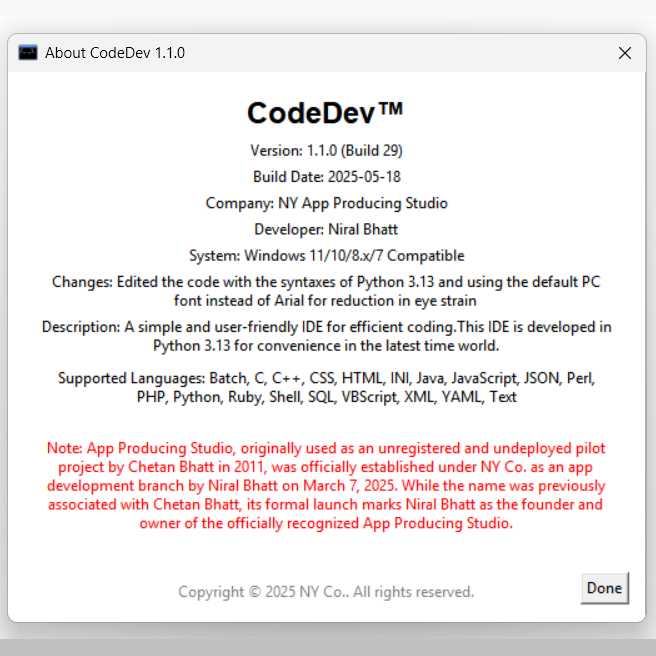 About CodeDev 1.1.0
CodeDev™
Version: 1.1.0 (Build 29)
Build Date: 2025-05-18
Company: NY App Producing Studio
Developer: Niral Bhatt
System: Windows 11/10/8.x/7 Compatible
Changes: Edited the code with the syntaxes of Python 3.13 and using the default PC
font instead of Arial for reduction in eye strain
Description: A simple and user-friendly IDE for efficient coding.This IDE is developed in
Python 3.13 for convenience in the latest time world.
Supported Languages: Batch, C, C++, CSS, HTML, INI, Java, JavaScript, JSON, Perl,
PHP, Python, Ruby, Shell, SQL, VBScript, XML, YAML, Text
Note: App Producing Studio, originally used as an unregistered and undeployed pilot
project by Chetan Bhatt in 2011, was officially established under NY Co. as an app
development branch by Niral Bhatt on March 7, 2025. While the name was previously
associated with Chetan Bhatt, its formal launch marks Niral Bhatt as the founder and
owner of the officially recognized App Producing Studio.
Copyright © 2025 NY Co.. All rights reserved.
Done